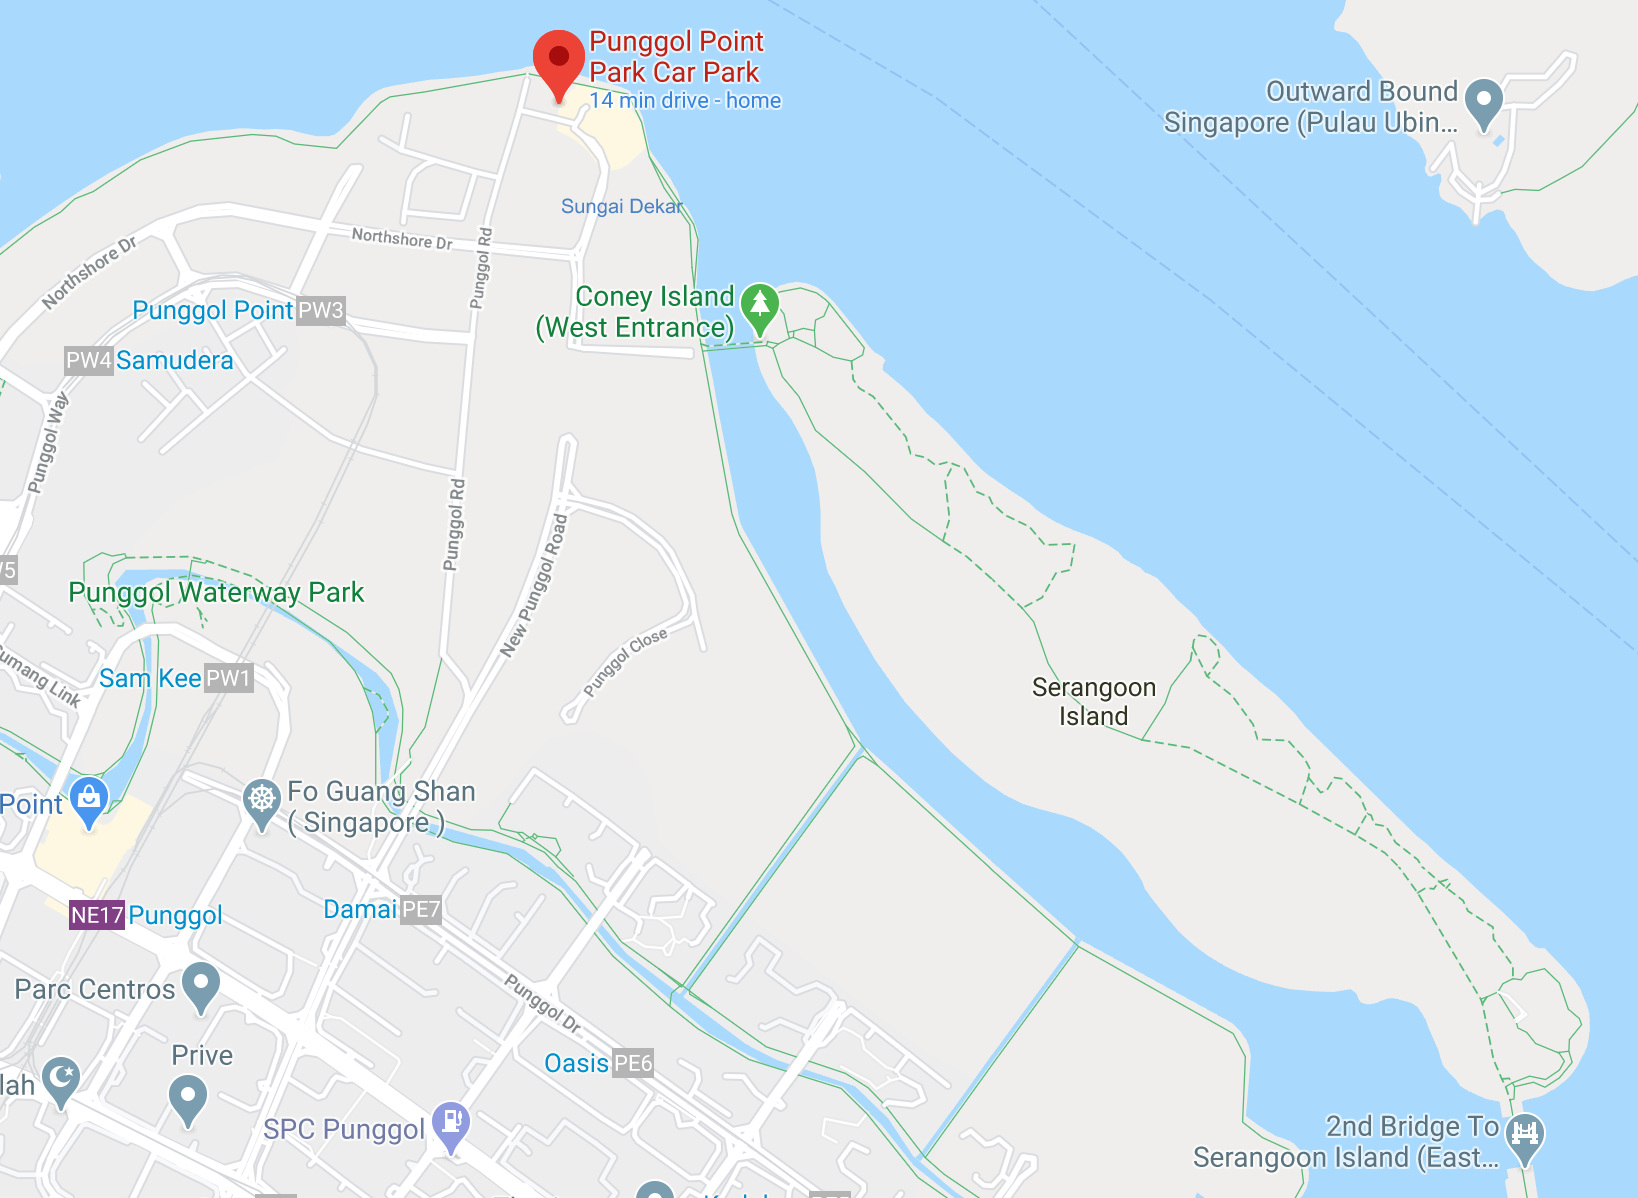 Punggol Point
Park Car Park
14 min drive - home
Outward Bound
Singapore (Pulau Ubin...
Sungai Dekar
Northshore Dr
Northshore Dr
Punggol Rd
Coney Island
(West Entrance)
Punggol Point PW3
PW4 Samudera
Punggol Way
Punggol Rd
New Punggol Road
Punggol Waterway Park
Punggol Close
Sam Kee PW1
Serangoon
Island
Point
Fo Guang Shan
( Singapore )
NE17 Punggol
Damai PE7
Parc Centros
Punggol Dr
Prive
Oasis PE6
SPC Punggol
2nd Bridge To
Serangoon Island (East...